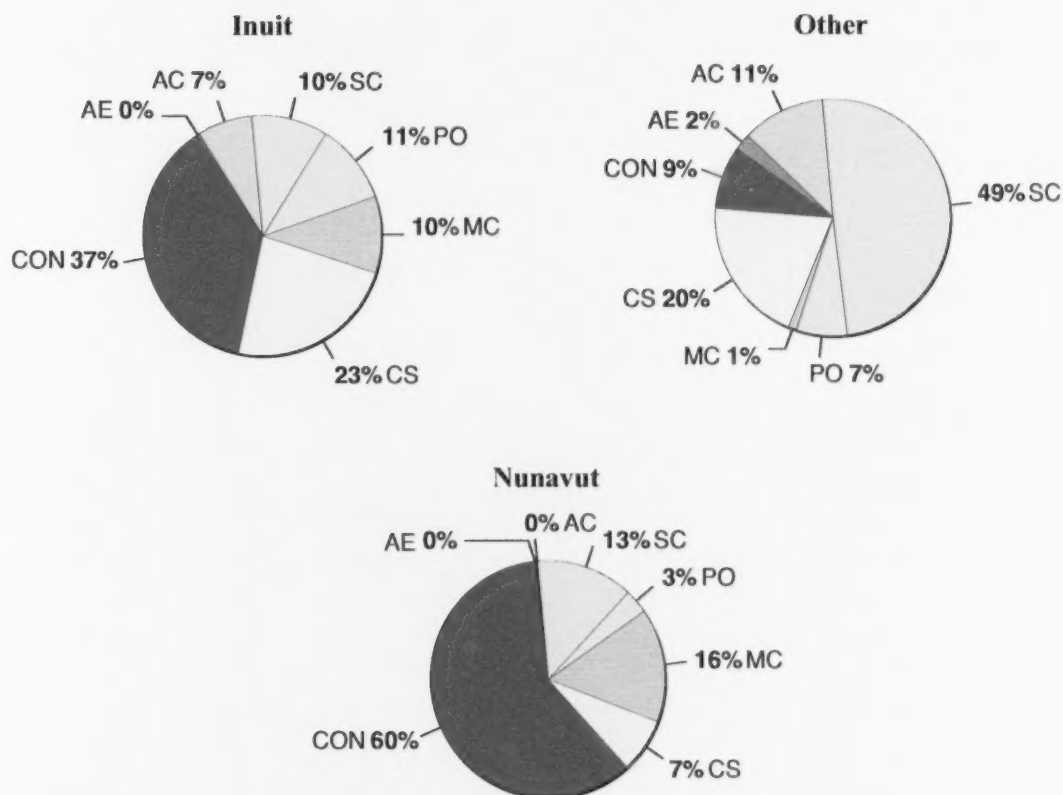 Inuit
AC 7%
10% SC
AE 0%
11% PO
10% MC
CON 37%
23% CS
Other
AC 11%
AE 2%
CON 9%
49% SC
CS 20%
MC 1%
PO 7%
Nunavut
0% AC
AE 0%
13% SC
3% PO
16% MC
CON 60%
7% CS